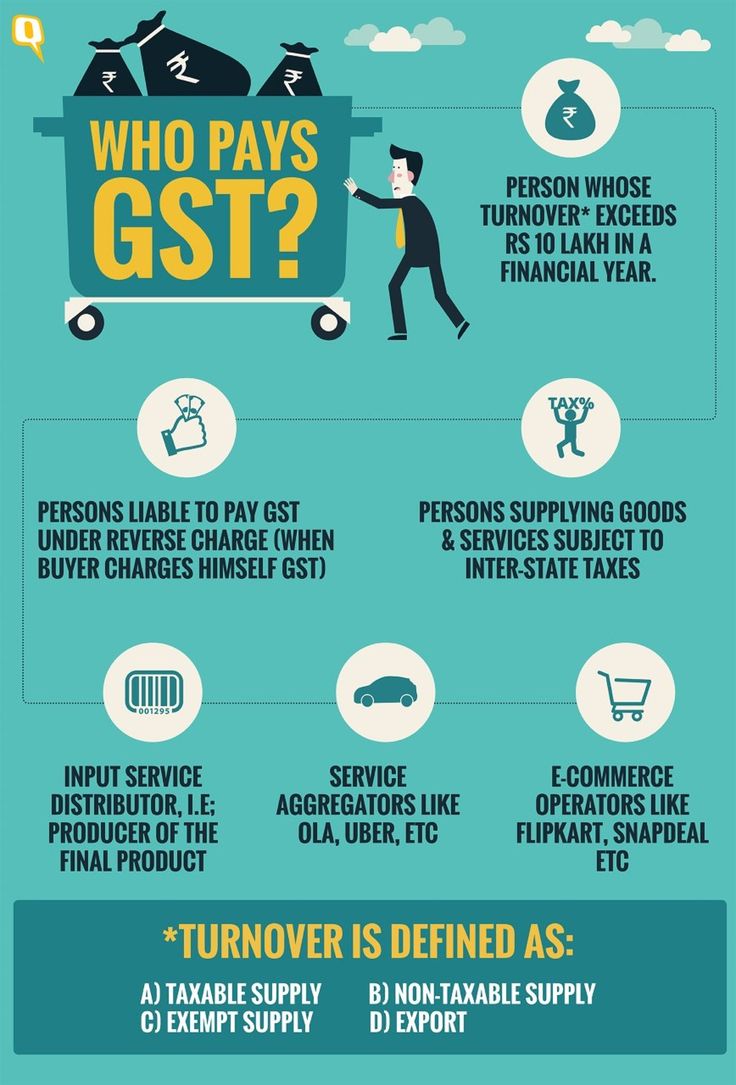 Q
₹ ₹ ₹
WHO PAYS
GST?
₹
PERSON WHOSE
TURNOVER* EXCEEDS
RS 10 LAKH IN A
FINANCIAL YEAR.
PERSONS LIABLE TO PAY GST
UNDER REVERSE CHARGE (WHEN
BUYER CHARGES HIMSELF GST)
TAX%
PERSONS SUPPLYING GOODS
& SERVICES SUBJECT TO
INTER-STATE TAXES
001295
INPUT SERVICE
DISTRIBUTOR, I.E;
PRODUCER OF THE
FINAL PRODUCT
SERVICE
AGGREGATORS LIKE
OLA, UBER, ETC
E-COMMERCE
OPERATORS LIKE
FLIPKART, SNAPDEAL
ETC
*TURNOVER IS DEFINED AS:
A) TAXABLE SUPPLY B) NON-TAXABLE SUPPLY
C) EXEMPT SUPPLY D) EXPORT